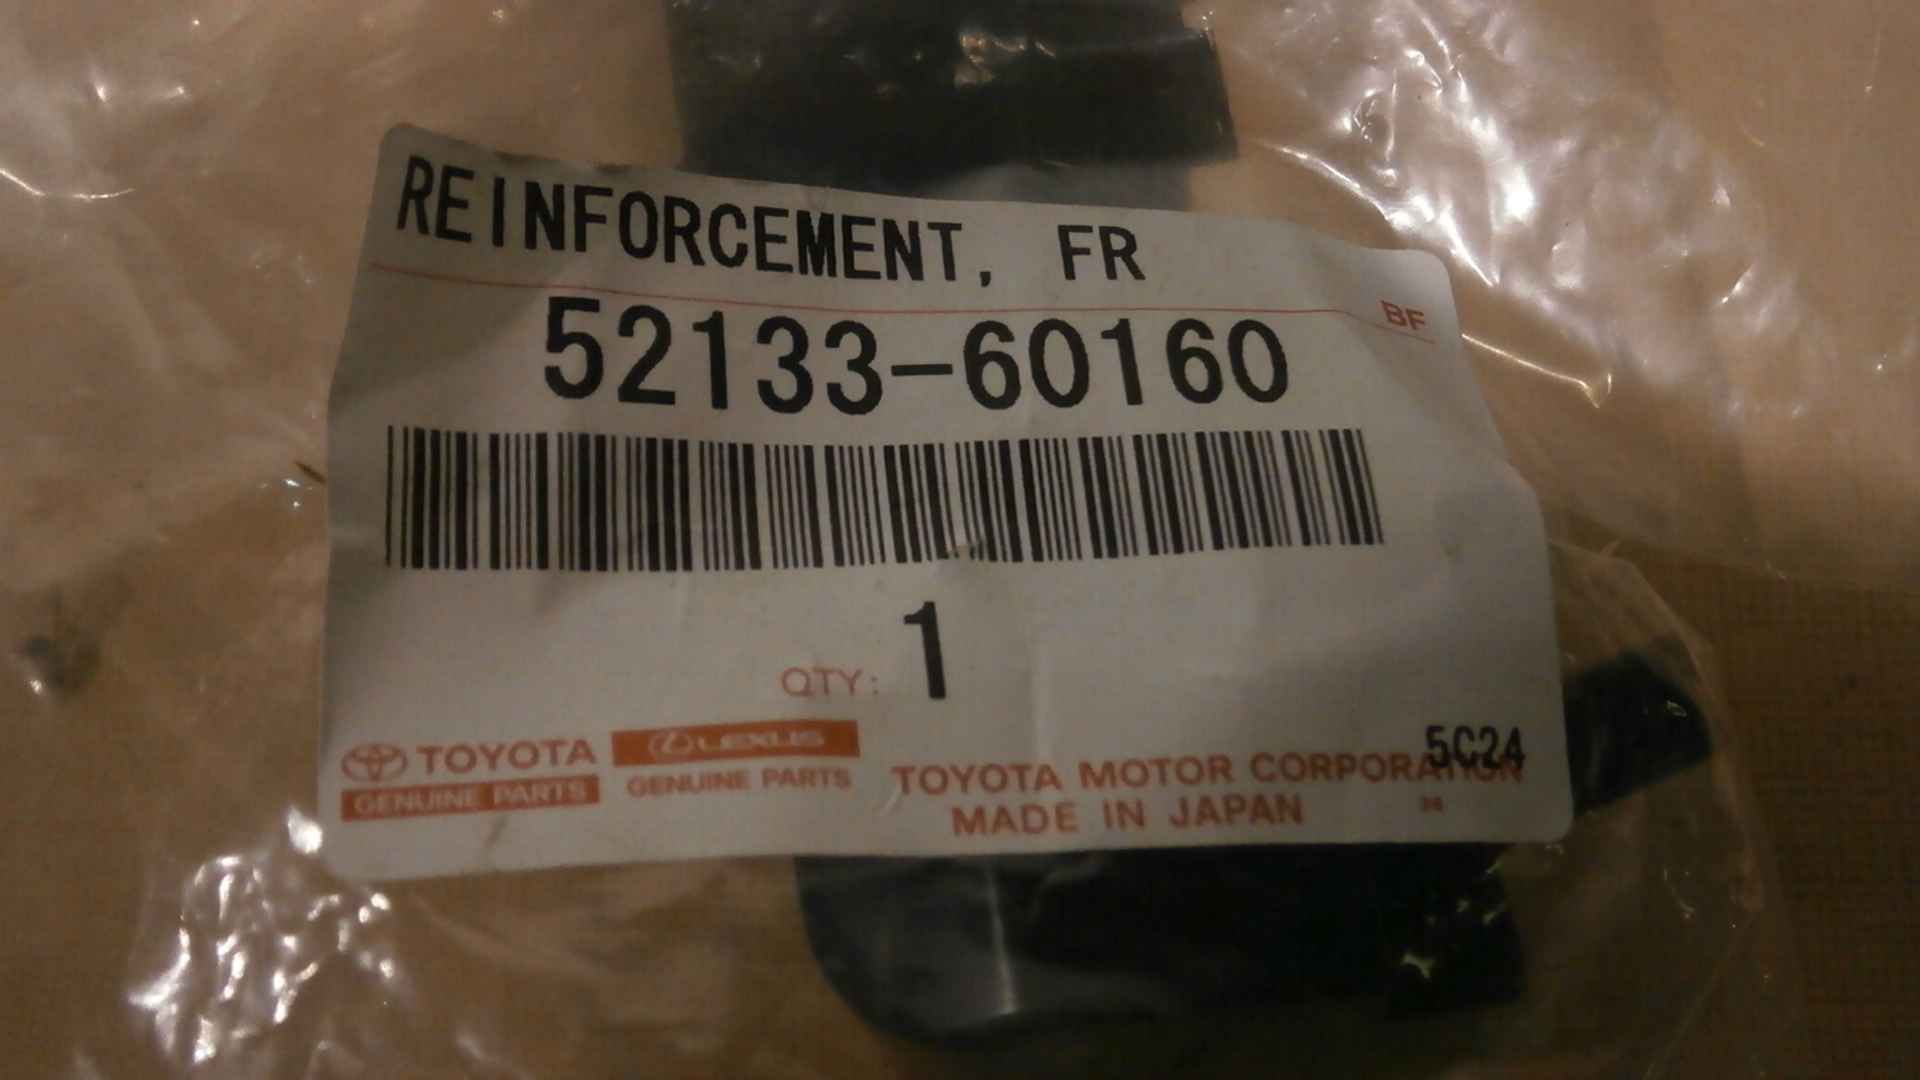 REINFORCEMENT, FR
BF
52133-60160
1
QTY:
5C24
TOYOTA
GENUINE PARTS
LEXUS
GENUINE PARTS
TOYOTA MOTOR CORPORATION
MADE IN JAPAN